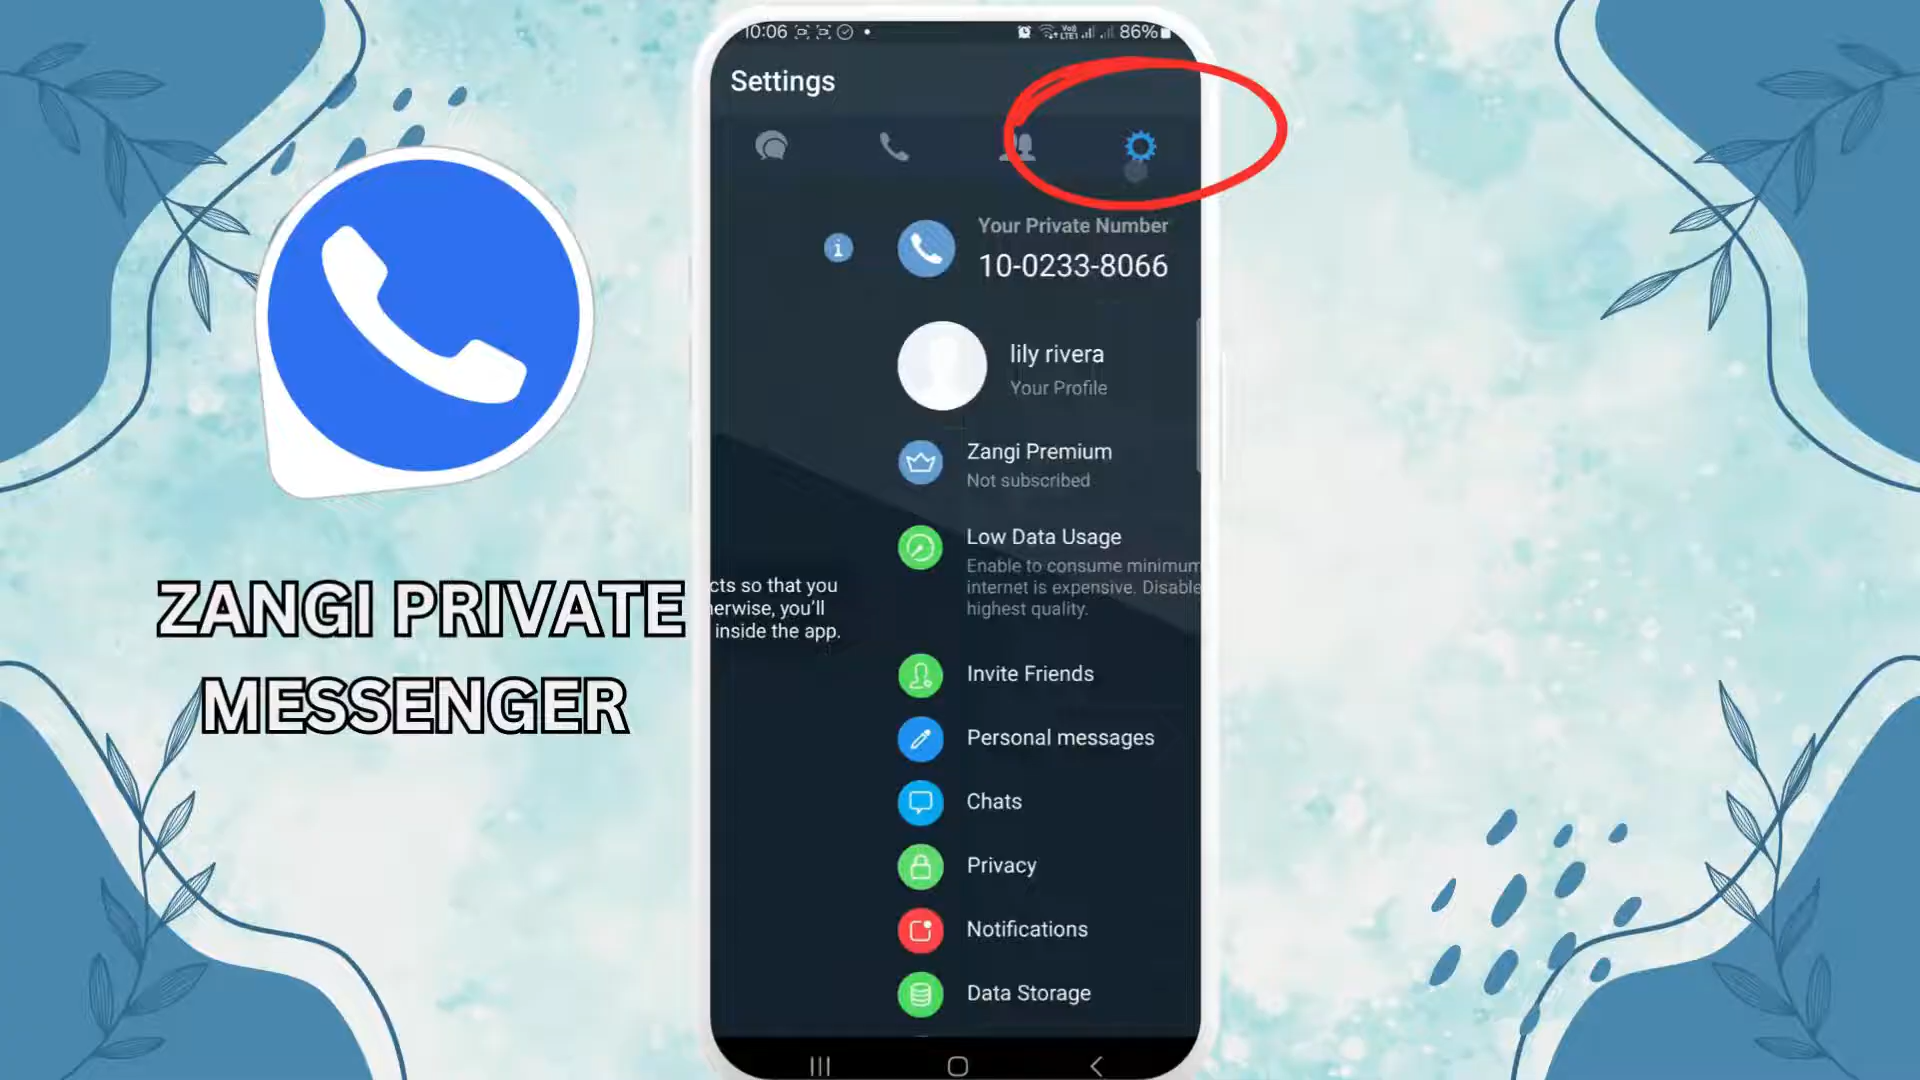 10:06
86%
Settings
Your Private Number
10-0233-8066
lily rivera
Your Profile
Zangi Premium
Not subscribed
Low Data Usage
Enable to consume minimum
internet is expensive. Disable
highest quality.
cts so that you
herwise, you'll
inside the app.
Invite Friends
Personal messages
Chats
Privacy
Notifications
Data Storage
ZANGI PRIVATE
MESSENGER